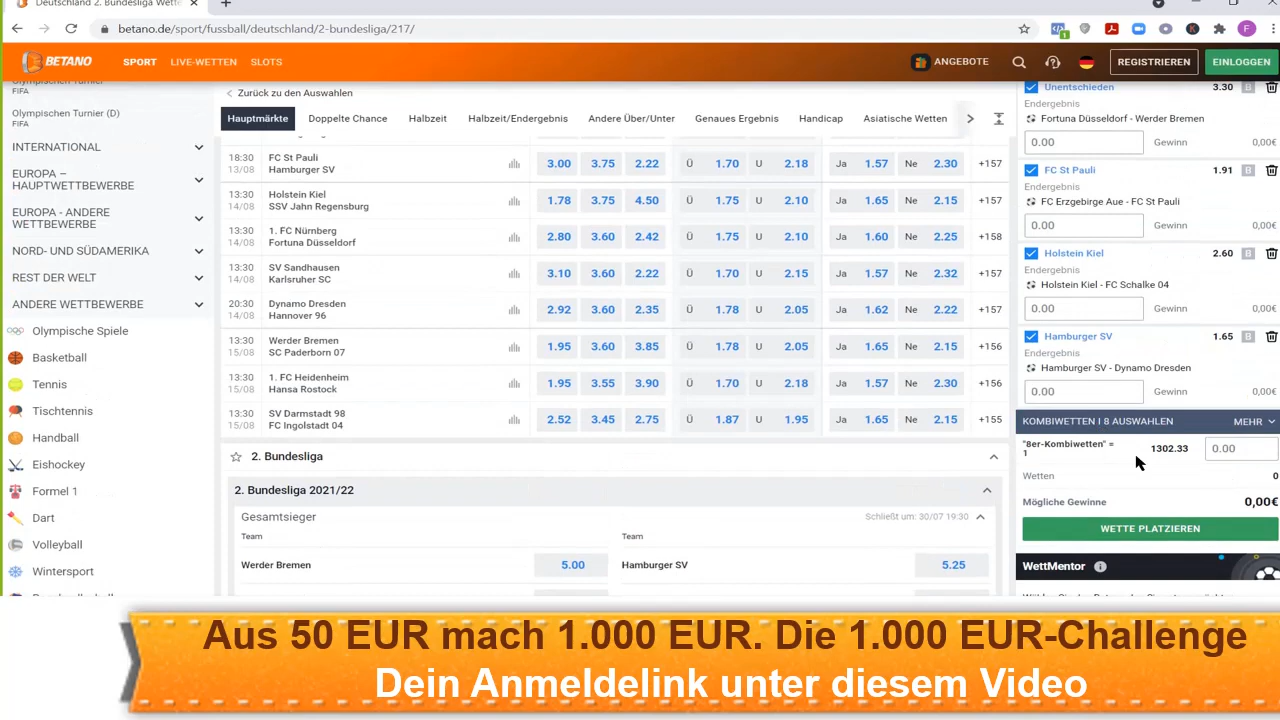 Deutschland 2. Bundesliga Wette
betano.de/sport/fussball/deutschland/2-bundesliga/217/
1
F
BETANO
SPORT
LIVE-WETTEN
SLOTS
ANGEBOTE
REGISTRIEREN
EINLOGGEN
Olympischen Turnier
FIFA
Olympischen Turnier (D)
FIFA
INTERNATIONAL
EUROPA –
HAUPTWETTBEWERBE
EUROPA - ANDERE
WETTBEWERBE
NORD- UND SÜDAMERIKA
REST DER WELT
ANDERE WETTBEWERBE
Olympische Spiele
Basketball
Tennis
Tischtennis
Handball
Eishockey
Formel 1
Dart
Volleyball
Wintersport
Zurück zu den Auswahlen
Hauptmärkte Doppelte Chance Halbzeit Halbzeit/Endergebnis Andere Über/Unter Genaues Ergebnis Handicap Asiatische Wetten
18:30 FC St Pauli
13/08 Hamburger SV
3.00 3.75 2.22 Ü 1.70 U 2.18 Ja 1.57 Ne 2.30 +157
13:30 Holstein Kiel
14/08 SSV Jahn Regensburg
1.78 3.75 4.50 Ü 1.75 U 2.10 Ja 1.65 Ne 2.15 +157
13:30 1. FC Nürnberg
14/08 Fortuna Düsseldorf
2.80 3.60 2.42 Ü 1.75 U 2.10 Ja 1.60 Ne 2.25 +158
13:30 SV Sandhausen
14/08 Karlsruher SC
3.10 3.60 2.22 Ü 1.70 U 2.15 Ja 1.57 Ne 2.32 +157
20:30 Dynamo Dresden
14/08 Hannover 96
2.92 3.60 2.35 Ü 1.78 U 2.05 Ja 1.62 Ne 2.22 +157
13:30 Werder Bremen
15/08 SC Paderborn 07
1.95 3.60 3.85 Ü 1.78 U 2.05 Ja 1.65 Ne 2.15 +156
13:30 1. FC Heidenheim
15/08 Hansa Rostock
1.95 3.55 3.90 Ü 1.70 U 2.18 Ja 1.57 Ne 2.30 +156
13:30 SV Darmstadt 98
15/08 FC Ingolstadt 04
2.52 3.45 2.75 Ü 1.87 U 1.95 Ja 1.65 Ne 2.15 +155
2. Bundesliga
2. Bundesliga 2021/22
Gesamtsieger Schließt um: 30/07 19:30
Team Team
Werder Bremen 5.00 Hamburger SV 5.25
Unentschieden 3.30 B
Endergebnis
Fortuna Düsseldorf - Werder Bremen
0.00 Gewinn 0,00€
FC St Pauli 1.91 B
Endergebnis
FC Erzgebirge Aue - FC St Pauli
0.00 Gewinn 0,00€
Holstein Kiel 2.60 B
Endergebnis
Holstein Kiel - FC Schalke 04
0.00 Gewinn 0,00€
Hamburger SV 1.65 B
Endergebnis
Hamburger SV - Dynamo Dresden
0.00 Gewinn 0,00€
KOMBIWETTEN I 8 AUSWAHLEN MEHR
"8er-Kombiwetten" = 1302.33 0.00
1
Wetten 0
Mögliche Gewinne 0,00€
WETTE PLATZIEREN
WettMentor
Aus 50 EUR mach 1.000 EUR. Die 1.000 EUR-Challenge
Dein Anmeldelink unter diesem Video